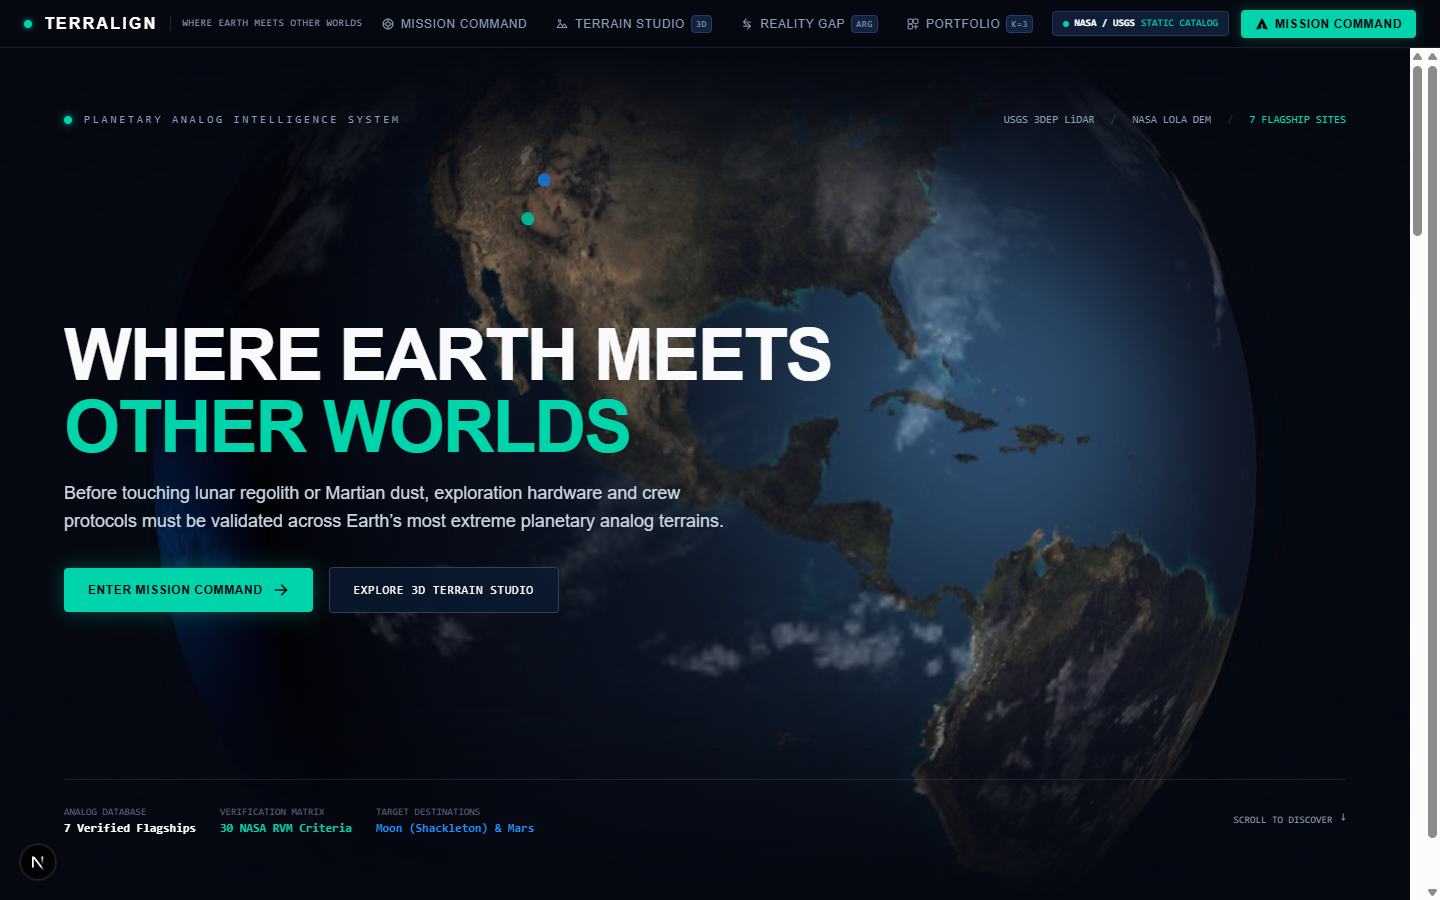 TERRALIGN
WHERE EARTH MEETS OTHER WORLDS
MISSION COMMAND
TERRAIN STUDIO 3D
REALITY GAP ARG
PORTFOLIO K=3
NASA / USGS STATIC CATALOG
MISSION COMMAND
PLANETARY ANALOG INTELLIGENCE SYSTEM
USGS 3DEP LiDAR / NASA LOLA DEM / 7 FLAGSHIP SITES
WHERE EARTH MEETS
OTHER WORLDS
Before touching lunar regolith or Martian dust, exploration hardware and crew
protocols must be validated across Earth's most extreme planetary analog terrains.
ENTER MISSION COMMAND →
EXPLORE 3D TERRAIN STUDIO
ANALOG DATABASE
7 Verified Flagships
VERIFICATION MATRIX
30 NASA RVM Criteria
TARGET DESTINATIONS
Moon (Shackleton) & Mars
SCROLL TO DISCOVER ↓
N